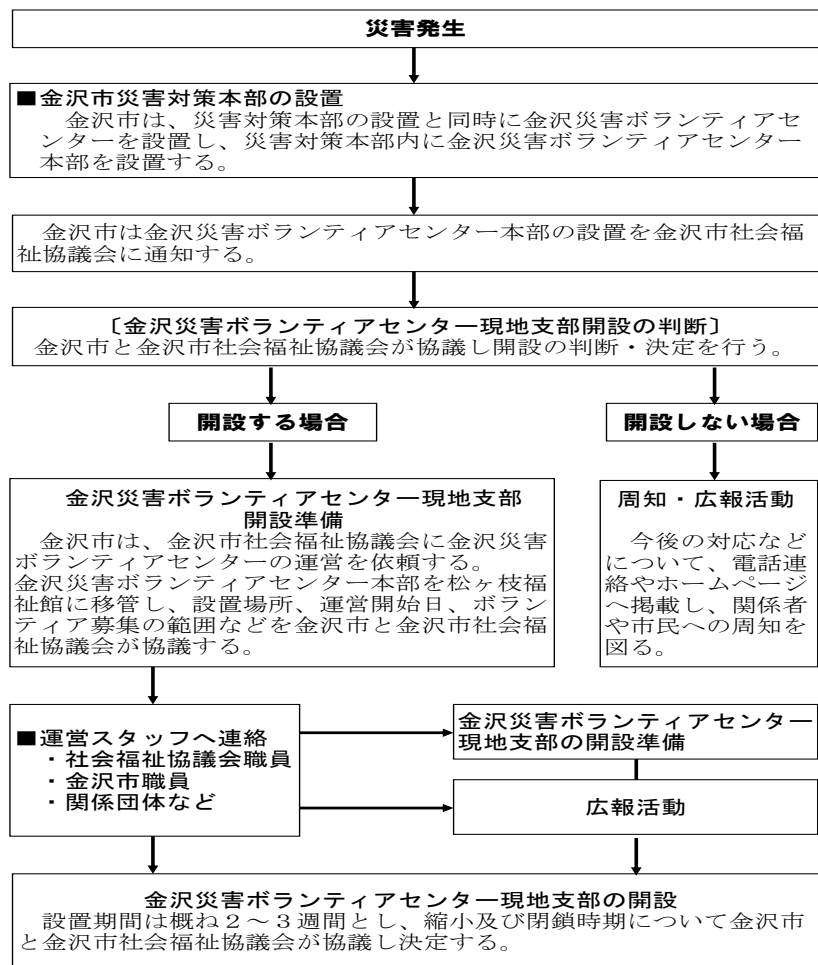 災害発生
■金沢市災害対策本部の設置
金沢市は、災害対策本部の設置と同時に金沢災害ボランティアセ
ンターを設置し、災害対策本部内に金沢災害ボランティアセンター
本部を設置する。
金沢市は金沢災害ボランティアセンター本部の設置を金沢市社会福
祉協議会に通知する。
〔金沢災害ボランティアセンター現地支部開設の判断〕
金沢市と金沢市社会福祉協議会が協議し開設の判断・決定を行う。
開設する場合
開設しない場合
金沢災害ボランティアセンター現地支部
開設準備
金沢市は、金沢市社会福祉協議会に金沢災害
ボランティアセンターの運営を依頼する。
金沢災害ボランティアセンター本部を松ヶ枝福
祉館に移管し、設置場所、運営開始日、ボラン
ティア募集の範囲などを金沢市と金沢市社会福
祉協議会が協議する。
周知・広報活動
今後の対応など
について、電話連
絡やホームページ
へ掲載し、関係者
や市民への周知を
図る。
■運営スタッフへ連絡
・社会福祉協議会職員
・金沢市職員
・関係団体など
金沢災害ボランティアセンター
現地支部の開設準備
広報活動
金沢災害ボランティアセンター現地支部の開設
設置期間は概ね２～３週間とし、縮小及び閉鎖時期について金沢市
と金沢市社会福祉協議会が協議し決定する。